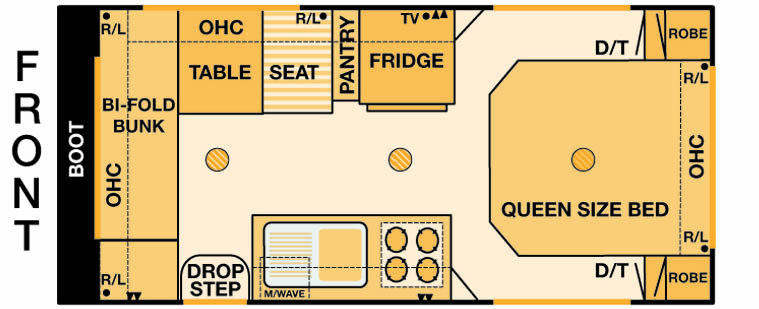 FRONT
BOOT
R/L
OHC
R/L
PANTRY
TV
FRIDGE
TABLE
SEAT
BI-FOLD
BUNK
OHC
R/L
DROP
STEP
M/WAVE
D/T
ROBE
R/L
OHC
QUEEN SIZE BED
R/L
D/T
ROBE